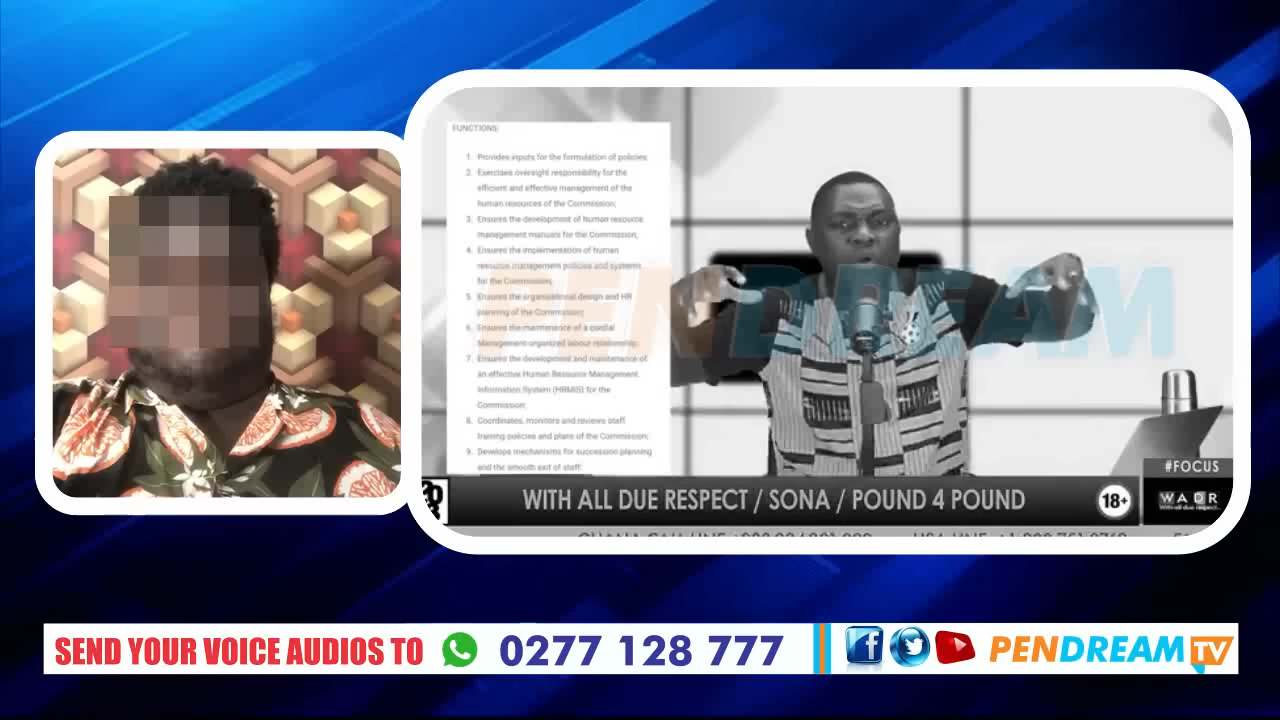 FUNCTIONS:
1. Provides inputs for the formulation of policies;
2. Exercises oversight responsibility for the
efficient and effective management of the
human resources of the Commission;
3. Ensures the development of human resource
management manuals for the Commission;
4. Ensures the implementation of human
resource management policies and systems
for the Commission;
5. Ensures the organisational design and HR
planning of the Commission;
6. Ensures the maintenance of a cordial
Management-organized labour relationship;
7. Ensures the development and maintenance of
an effective Human Resource Management
Information System (HRMIS) for the
Commission;
8. Coordinates, monitors and reviews staff
training policies and plans of the Commission;
9. Develops mechanisms for succession planning
and the smooth exit of staff;
PENDREAM
#FOCUS
WITH ALL DUE RESPECT / SONA / POUND 4 POUND
18+
WADR
With all due respect...
SEND YOUR VOICE AUDIOS TO 0277 128 777 PENDREAM TV